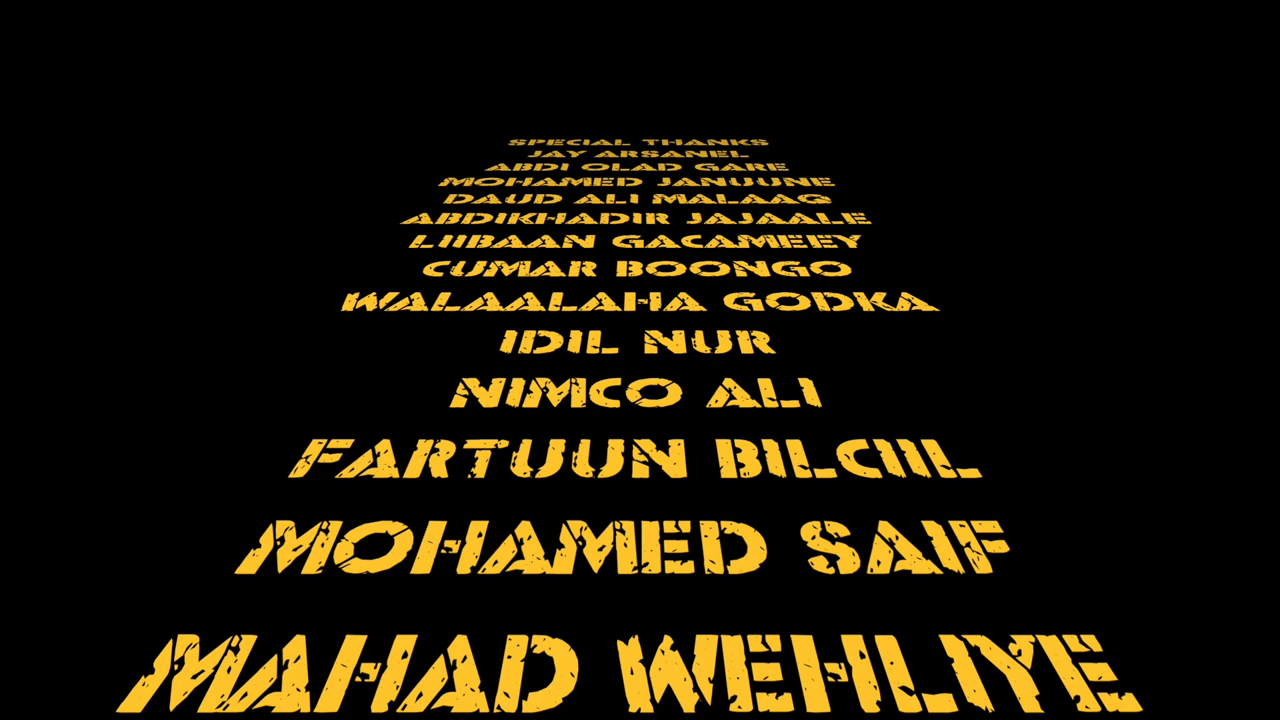 SPECIAL THANKS
JAY ARSANEL
ABDI OLAD GARE
MOHAMED JANUUNE
DAUD ALI MALAAQ
ABDIKHADIR JAJAALE
LIIBAAN GACAMEEY
CUMAR BOONGO
WALAALAHA GODKA
IDIL NUR
NIMCO ALI
FARTUUN BILCIIL
MOHAMED SAIF
MAHAD WEHLIYE